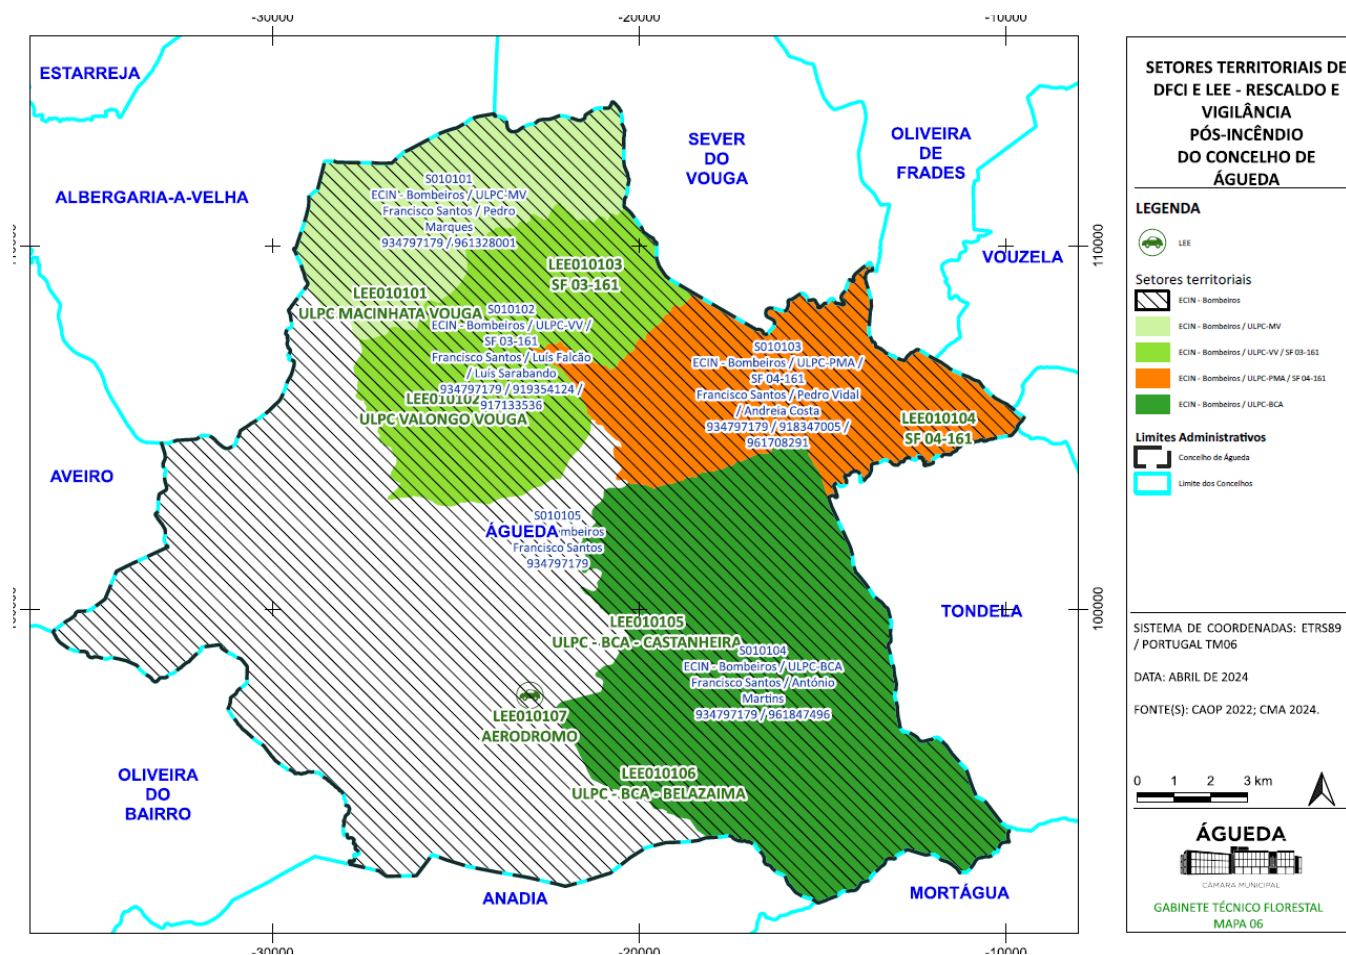 -30000
-20000
-10000
ESTARREJA
SEVER
DO
VOUGA
OLIVEIRA
DE
FRADES
ALBERGARIA-A-VELHA
S010101
ECIN - Bombeiros / ULPC-MV
Francisco Santos / Pedro
Marques
934797179 / 961328001
110000
VOUZELA
LEE010103
SF 03-161
LEE010101
ULPC MACINHATA VOUGA
S010102
ECIN - Bombeiros / ULPC-VV /
SF 03-161
Francisco Santos / Luís Falcão
/ Luís Sarabando
934797179 / 919354124 /
917133536
LEE010102
ULPC VALONGO VOUGA
S010103
ECIN - Bombeiros / ULPC-PMA /
SF 04-161
Francisco Santos / Pedro Vidal
/ Andreia Costa
934797179 / 918347005 /
961708291
LEE010104
SF 04-161
AVEIRO
S010105
ÁGUEDA mbeiros
Francisco Santos
934797179
100000
TONDELA
LEE010105
ULPC - BCA - CASTANHEIRA
S010104
ECIN - Bombeiros / ULPC-BCA
Francisco Santos / António
Martins
934797179 / 961847496
LEE010107
AERODROMO
LEE010106
ULPC - BCA - BELAZAIMA
OLIVEIRA
DO
BAIRRO
ANADIA
MORTÁGUA
-30000
-20000
-10000
SETORES TERRITORIAIS DE
DFCI E LEE - RESCALDO E
VIGILÂNCIA
PÓS-INCÊNDIO
DO CONCELHO DE
ÁGUEDA
LEGENDA
LEE
Setores territoriais
ECIN - Bombeiros
ECIN - Bombeiros / ULPC-MV
ECIN - Bombeiros / ULPC-VV / SF 03-161
ECIN - Bombeiros / ULPC-PMA / SF 04-161
ECIN - Bombeiros / ULPC-BCA
Limites Administrativos
Concelho de Águeda
Limite dos Concelhos
SISTEMA DE COORDENADAS: ETRS89
/ PORTUGAL TM06
DATA: ABRIL DE 2024
FONTE(S): CAOP 2022; CMA 2024.
0 1 2 3 km
ÁGUEDA
CÂMARA MUNICIPAL
GABINETE TÉCNICO FLORESTAL
MAPA 06